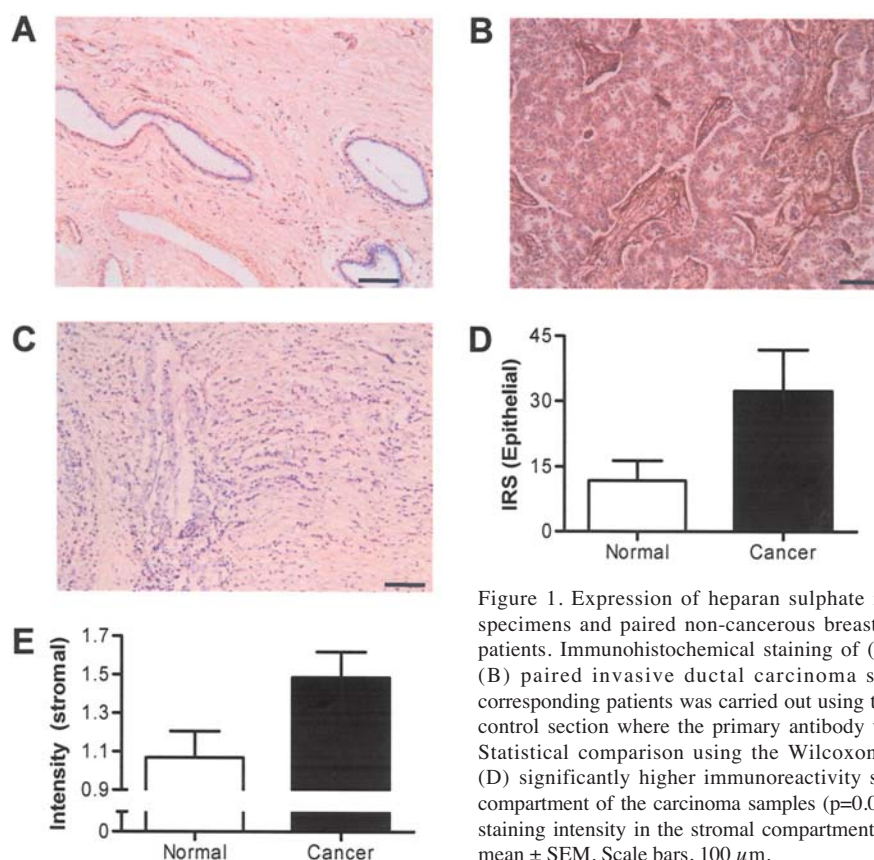 A
B
C
D
45
30
15
0
IRS (Epithelial)
Normal Cancer
E
1.7
1.5
1.3
1.1
0.9
0
Intensity (stromal)
Normal Cancer
Figure 1. Expression of heparan sulphate
specimens and paired non-cancerous breast
patients. Immunohistochemical staining of (
(B) paired invasive ductal carcinoma s
corresponding patients was carried out using t
control section where the primary antibody
Statistical comparison using the Wilcoxon
(D) significantly higher immunoreactivity s
compartment of the carcinoma samples (p=0.0
staining intensity in the stromal compartment
mean ± SEM. Scale bars, 100 μm.